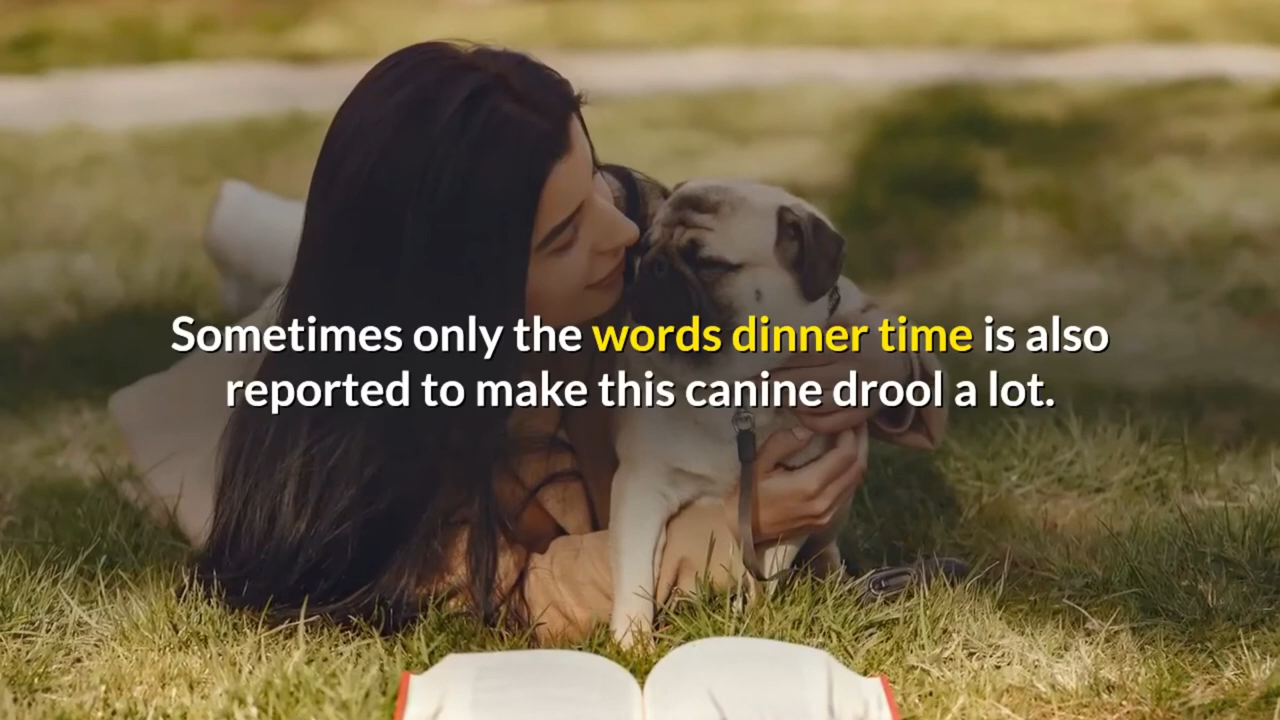 Sometimes only the words dinner time is also
reported to make this canine drool a lot.